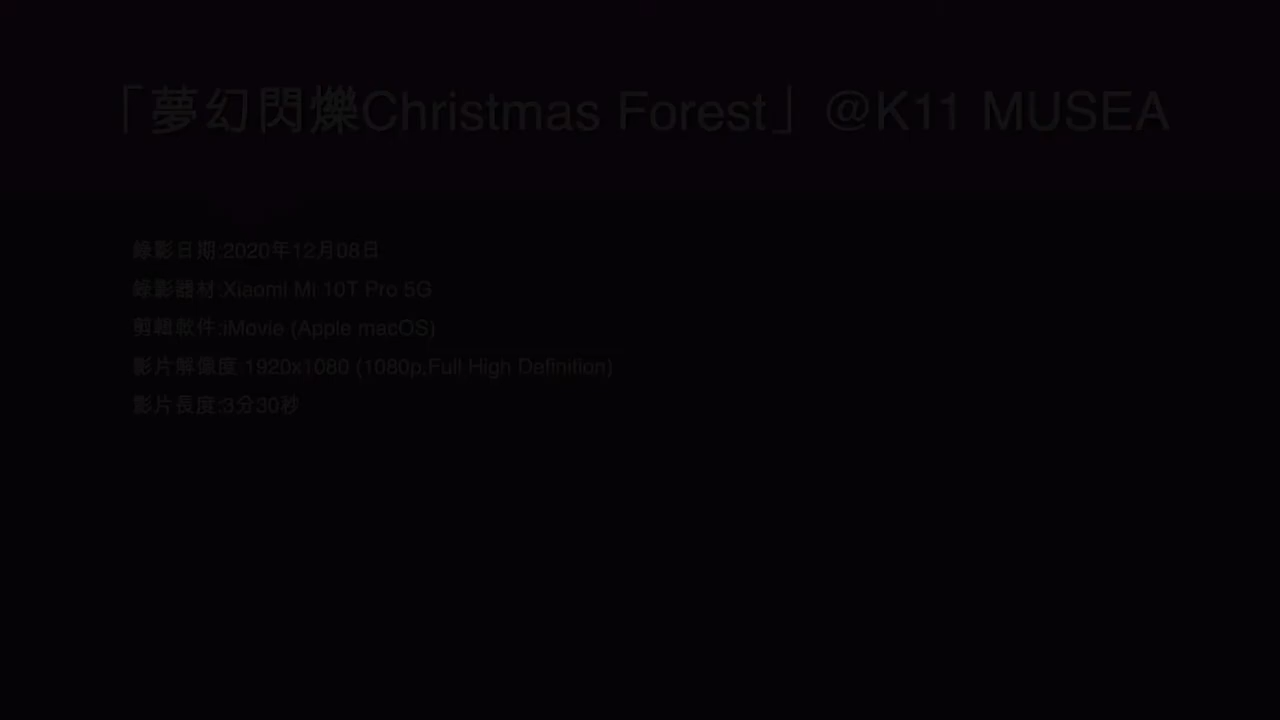 「夢幻閃爍Christmas Forest」@K11 MUSEA
錄影日期:2020年12月08日
錄影器材:Xiaomi Mi 10T Pro 5G
剪輯軟件:iMovie (Apple macOS)
影片解像度:1920x1080 (1080p,Full High Definition)
影片長度:3分30秒